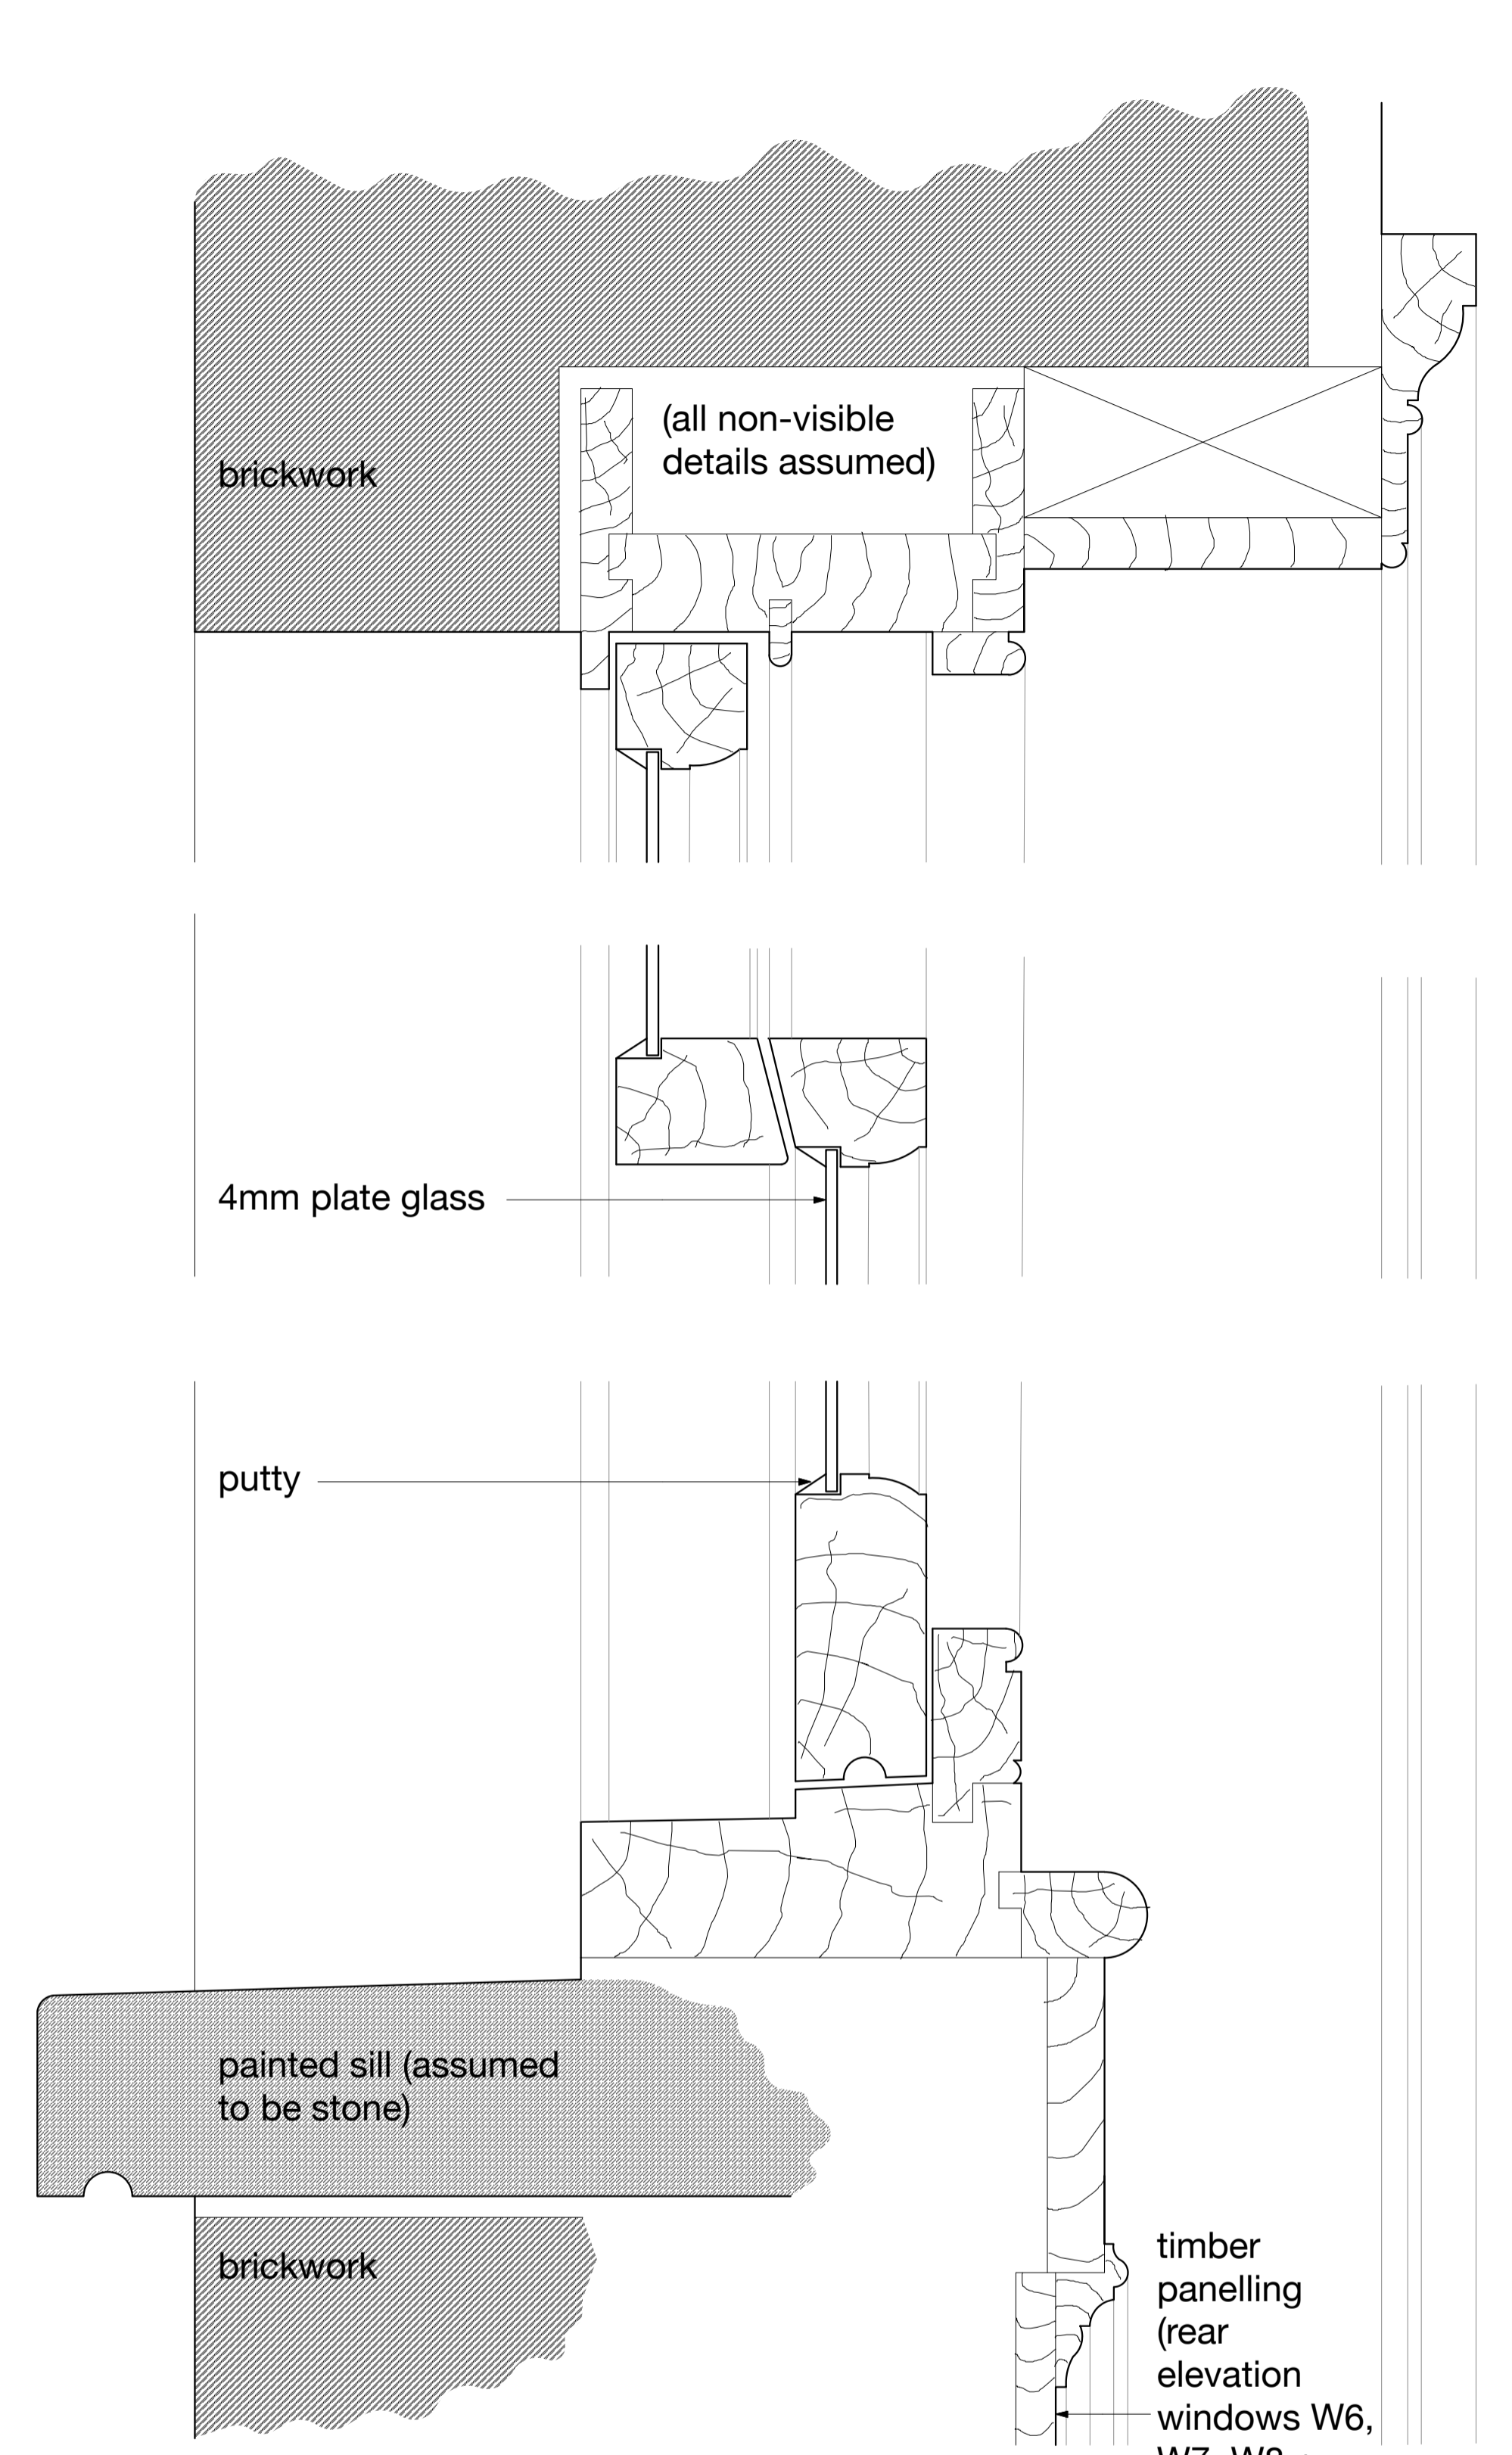 (all non-visible
details assumed)
brickwork
4mm plate glass
putty
painted sill (assumed
to be stone)
brickwork
timber
panelling
(rear
elevation
windows W6,